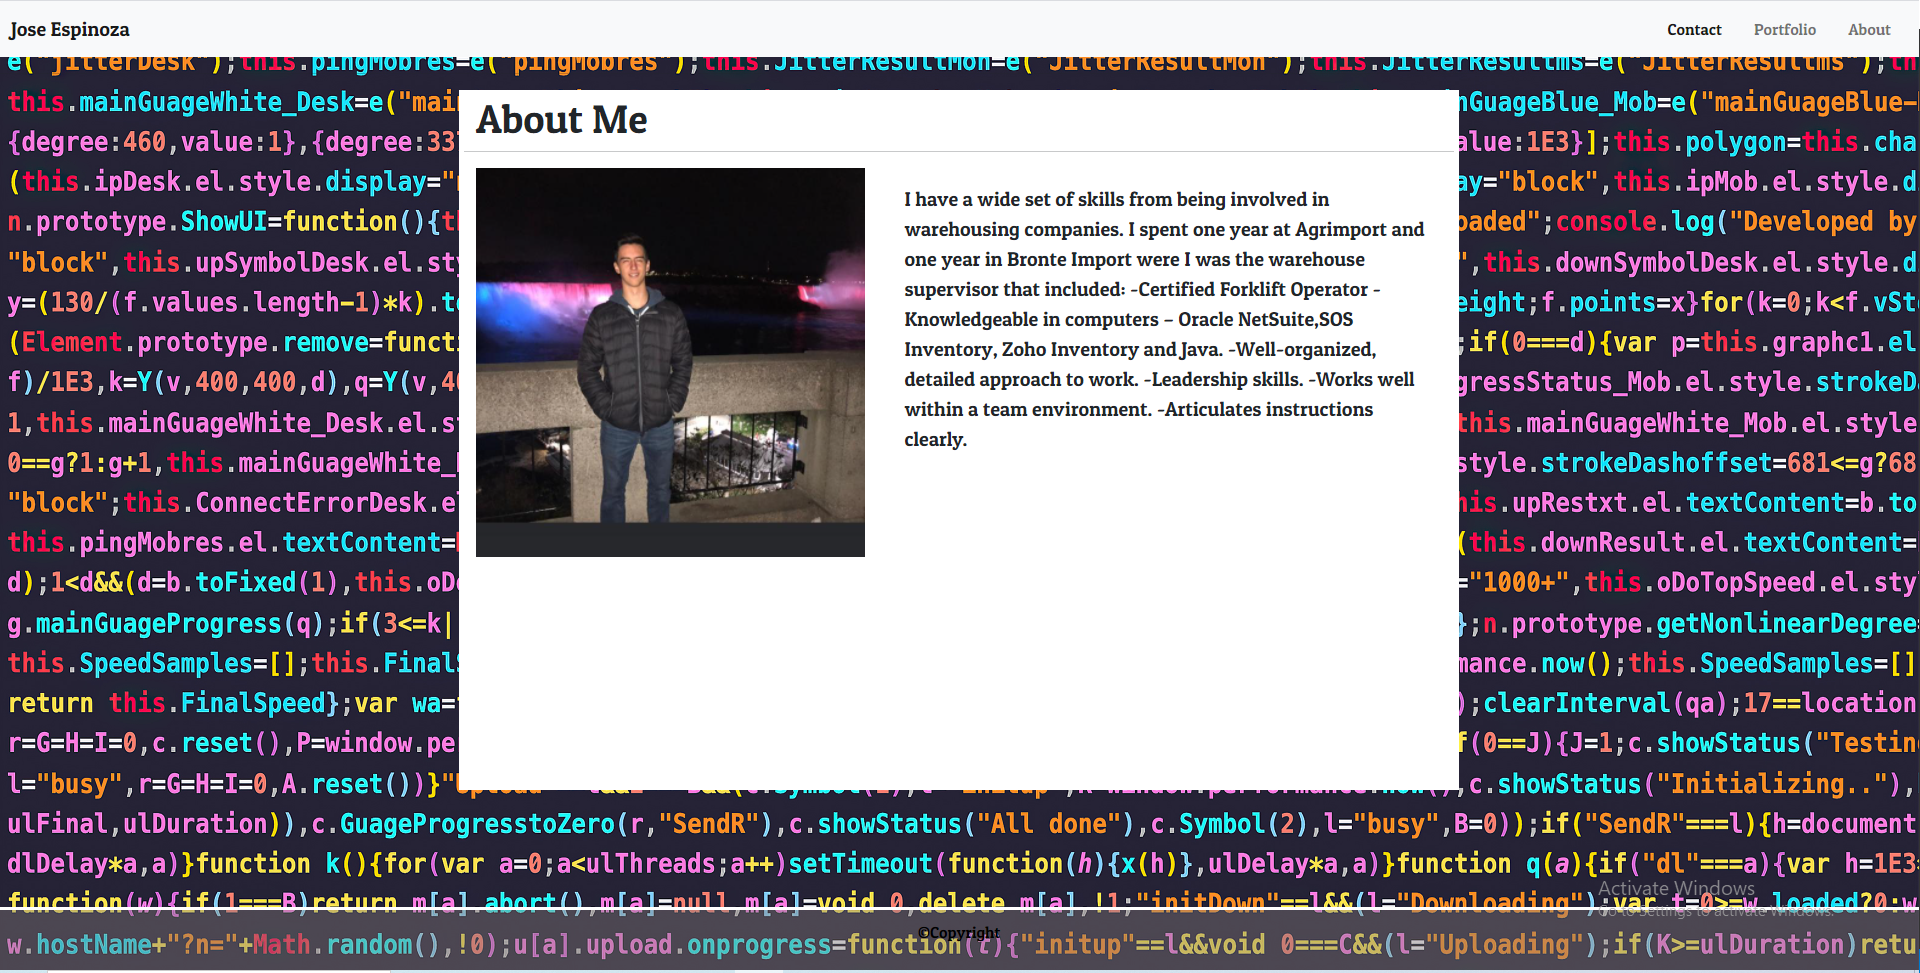 Jose Espinoza
Contact Portfolio About
e("jitterDesk");this.pingMobres=e("pingMobres");this.JitterResultMon=e("JitterResultMon");this.JitterResultms=e("JitterResultms");th
this.mainGuageWhite_Desk=e("mai
nGuageBlue_Mob=e("mainGuageBlue-
{degree:460,value:1},{degree:33
alue:1E3}];this.polygon=this.cha
(this.ipDesk.el.style.display="
ay="block",this.ipMob.el.style.d
n.prototype.ShowUI=function(){t
oaded";console.log("Developed by
"block",this.upSymbolDesk.el.sty
",this.downSymbolDesk.el.style.d
y=(130/(f.values.length-1)*k).to
eight;f.points=x}for(k=0;k<f.vSt
(Element.prototype.remove=functi
;if(0===d){var p=this.graphc1.el
f)/1E3,k=Y(v,400,400,d),q=Y(v,4
gressStatus_Mob.el.style.strokeD
1,this.mainGuageWhite_Desk.el.s
this.mainGuageWhite_Mob.el.style
0==g?1:g+1,this.mainGuageWhite_
style.strokeDashoffset=681<=g?68
"block";this.ConnectErrorDesk.e
his.upRestxt.el.textContent=b.to
this.pingMobres.el.textContent=
(this.downResult.el.textContent=
d);1<d&&(d=b.toFixed(1),this.oDo
="1000+",this.oDoTopSpeed.el.sty
g.mainGuageProgress(q);if(3<=k|
};n.prototype.getNonlinearDegree
this.SpeedSamples=[];this.FinalS
mance.now();this.SpeedSamples=[]
return this.FinalSpeed};var wa=
);clearInterval(qa);17==location
r=G=H=I=0,c.reset(),P=window.pe
f(0==J){J=1;c.showStatus("Testin
l="busy",r=G=H=I=0,A.reset())}"
,c.showStatus("Initializing.."),
About Me
I have a wide set of skills from being involved in
warehousing companies. I spent one year at Agrimport and
one year in Bronte Import were I was the warehouse
supervisor that included: -Certified Forklift Operator -
Knowledgeable in computers – Oracle NetSuite,SOS
Inventory, Zoho Inventory and Java. -Well-organized,
detailed approach to work. -Leadership skills. -Works well
within a team environment. -Articulates instructions
clearly.
ulFinal,ulDuration)),c.GuageProgresstoZero(r,"SendR"),c.showStatus("All done"),c.Symbol(2),l="busy",B=0));if("SendR"===l){h=document
dlDelay*a,a)}function k(){for(var a=0;a<ulThreads;a++)setTimeout(function(h){x(h)},ulDelay*a,a)}function q(a){if("dl"===a){var h=1E3
function(w){if(1===B)return m[a].abort(),m[a]=null,m[a]=void 0,delete m[a],!1;"initDown"==l&&(l="Downloading");var t=0>=w.loaded?0:w
Activate Windows
Go to Settings to activate Windows.
w.hostName+"?n="+Math.random(),!0);u[a].upload.onprogress=function(t){"initup"==l&&void 0===C&&(l="Uploading");if(K>=ulDuration)retu
©Copyright